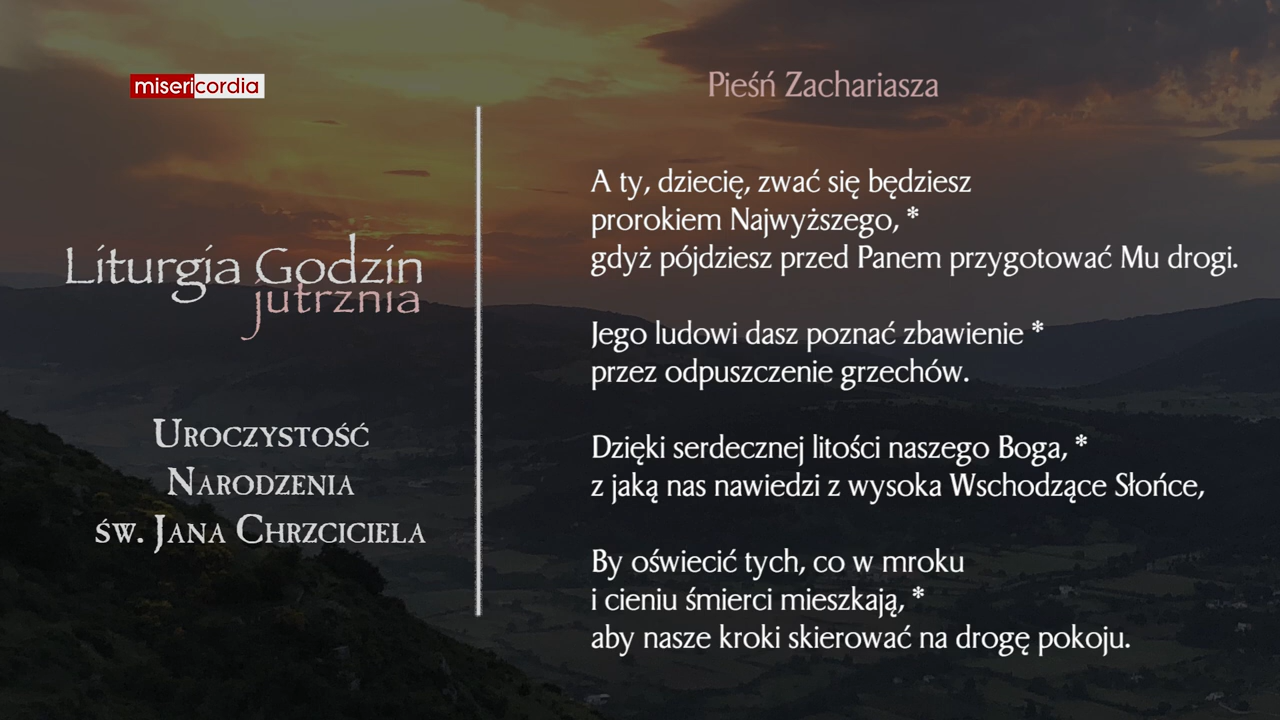 misericordia
Pieśń Zachariasza
Liturgia Godzin
jutrznia
Uroczystość
Narodzenia
św. Jana Chrzciciela
A ty, dziecię, zwać się będziesz
prorokiem Najwyższego, *
gdyż pójdziesz przed Panem przygotować Mu drogi.
Jego ludowi dasz poznać zbawienie *
przez odpuszczenie grzechów.
Dzięki serdecznej litości naszego Boga, *
z jaką nas nawiedzi z wysoka Wschodzące Słońce,
By oświecić tych, co w mroku
i cieniu śmierci mieszkają, *
aby nasze kroki skierować na drogę pokoju.